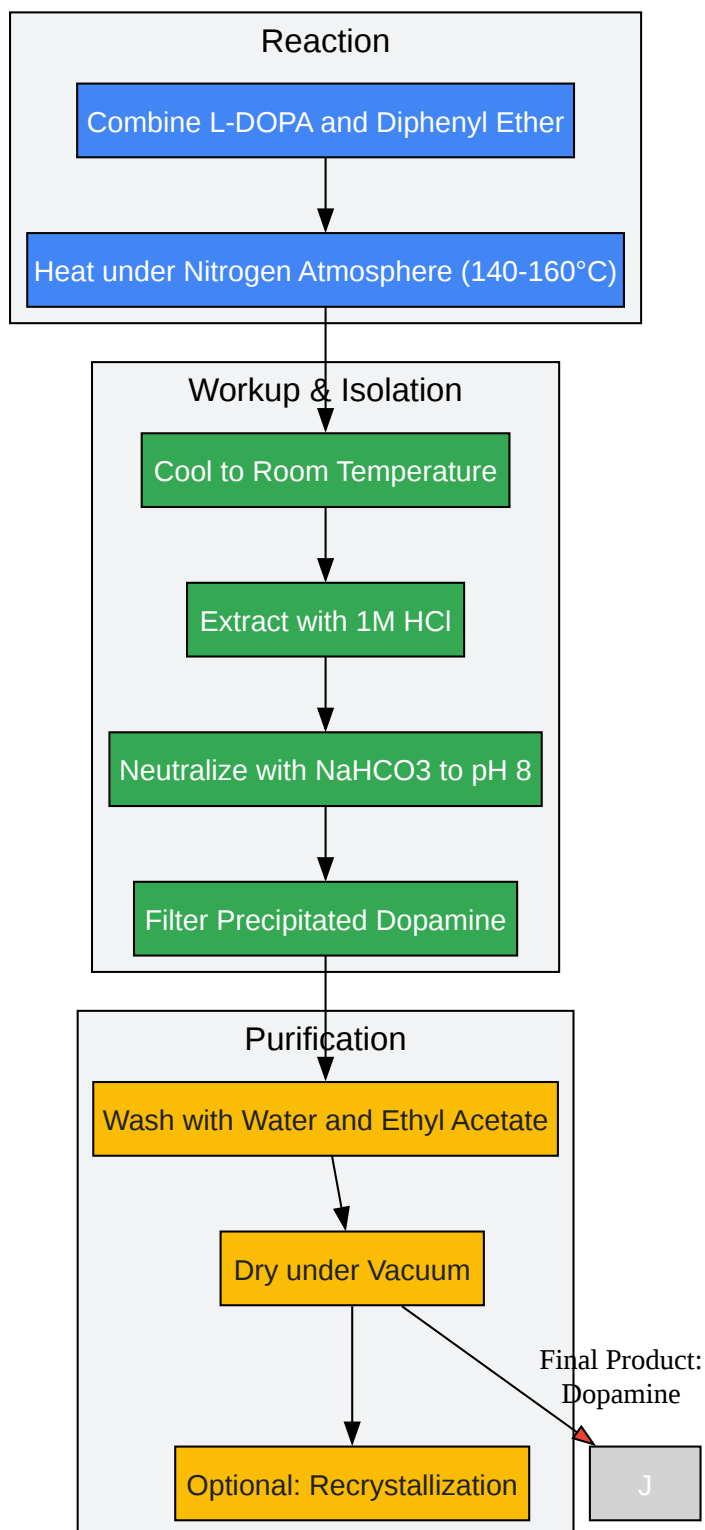 Reaction
Combine L-DOPA and Diphenyl Ether
Heat under Nitrogen Atmosphere (140-160°C)
Workup & Isolation
Cool to Room Temperature
Extract with 1M HCl
Neutralize with NaHCO3 to pH 8
Filter Precipitated Dopamine
Purification
Wash with Water and Ethyl Acetate
Dry under Vacuum
Final Product:
Dopamine
Optional: Recrystallization
J